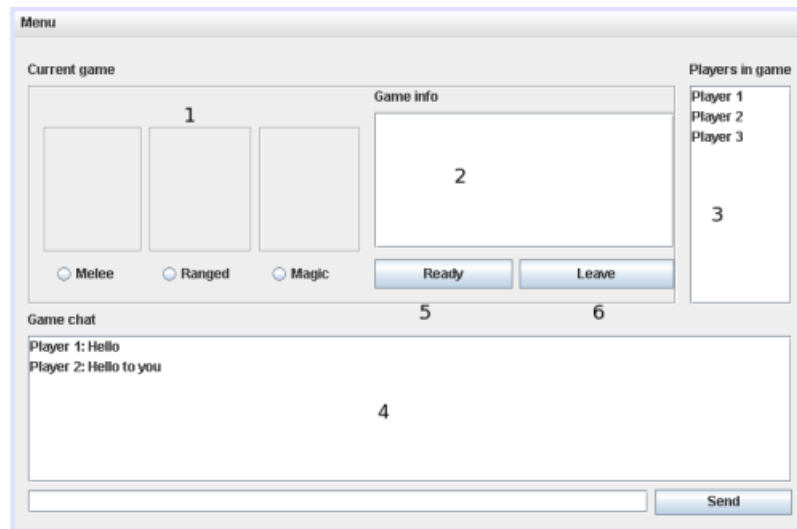 Menu
Current game
Players in game
1
Game info
Player 1
Player 2
Player 3
2
3
Melee
Ranged
Magic
Ready
Leave
5
6
Game chat
Player 1: Hello
Player 2: Hello to you
4
Send